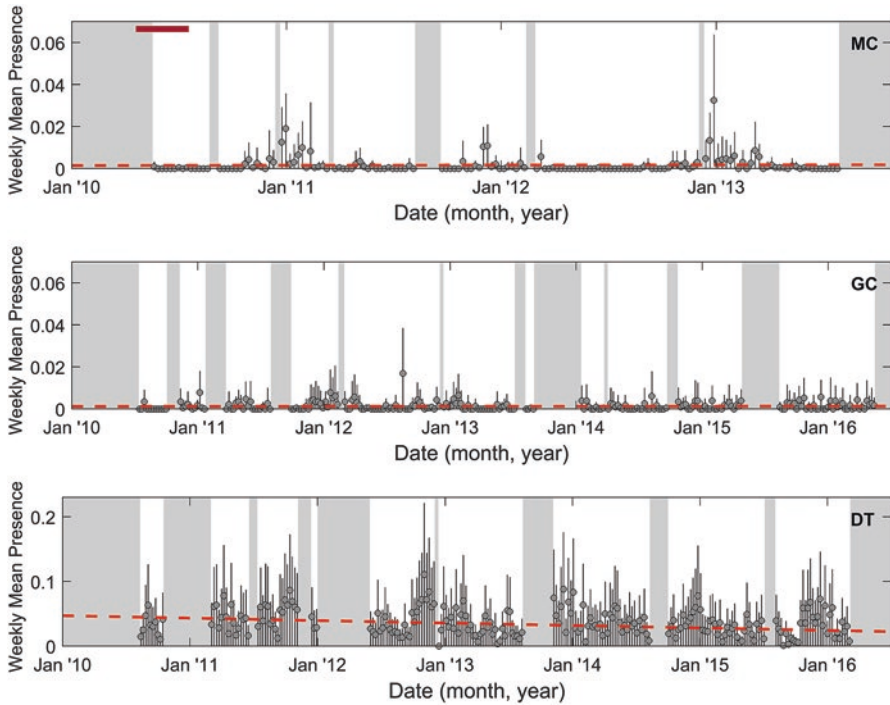 Weekly Mean Presence
0.06
0.04
0.02
0
MC
Jan '10
Jan '11
Jan '12
Jan '13
Date (month, year)
Weekly Mean Presence
0.06
0.04
0.02
0
GC
Jan '10
Jan '11
Jan '12
Jan '13
Jan '14
Jan '15
Jan '16
Date (month, year)
Weekly Mean Presence
0.2
0.1
0
DT
Jan '10
Jan '11
Jan '12
Jan '13
Jan '14
Jan '15
Jan '16
Date (month, year)